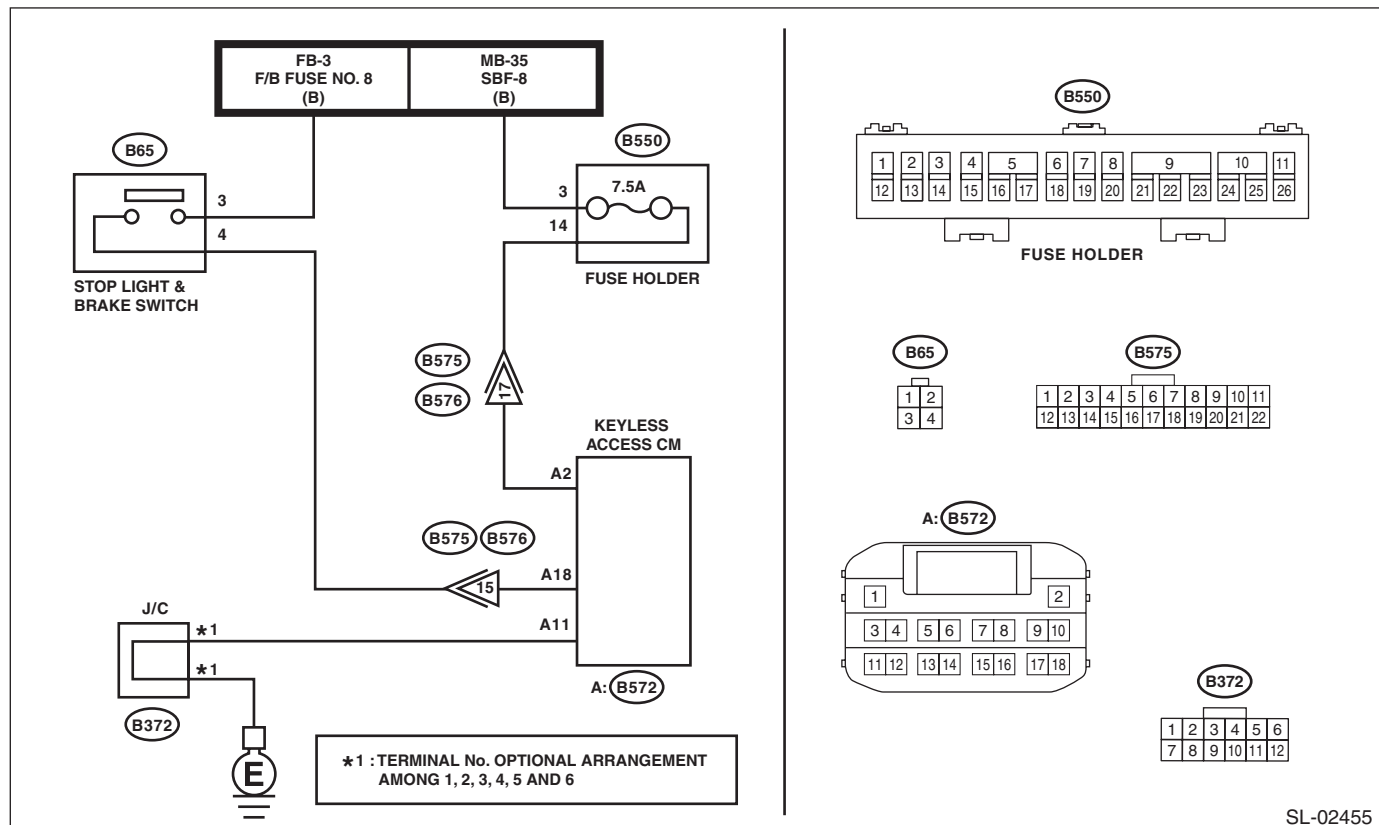 FB-3
F/B FUSE NO. 8
(B)
MB-35
SBF-8
(B)
B65
3
4
STOP LIGHT &
BRAKE SWITCH
B550
7.5A
3
14
FUSE HOLDER
B575
B576
17
KEYLESS
ACCESS CM
A2
B575 B576
15
A18
A11
A: B572
J/C
*1
*1
B372
E
*1 : TERMINAL No. OPTIONAL ARRANGEMENT
AMONG 1, 2, 3, 4, 5 AND 6
B550
1 2 3 4 5 6 7 8 9 10 11
12 13 14 15 16 17 18 19 20 21 22 23 24 25 26
FUSE HOLDER
B65
1 2
3 4
B575
1 2 3 4 5 6 7 8 9 10 11
12 13 14 15 16 17 18 19 20 21 22
A: B572
1 2
3 4 5 6 7 8 9 10
11 12 13 14 15 16 17 18
B372
1 2 3 4 5 6
7 8 9 10 11 12
SL-02455